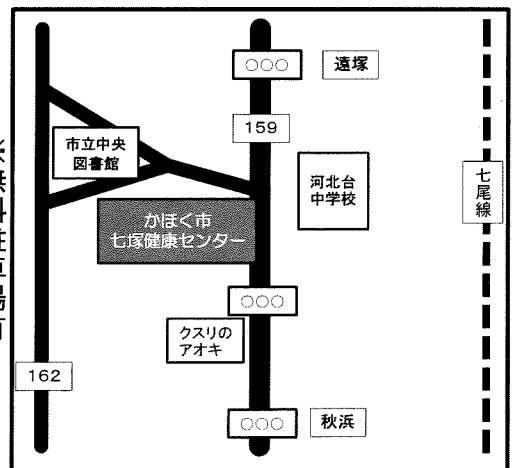 ○○○
遠塚
159
市立中央
図書館
河北台
中学校
七尾線
かほく市
七塚健康センター
○○○
クスリの
アオキ
162
○○○
秋浜